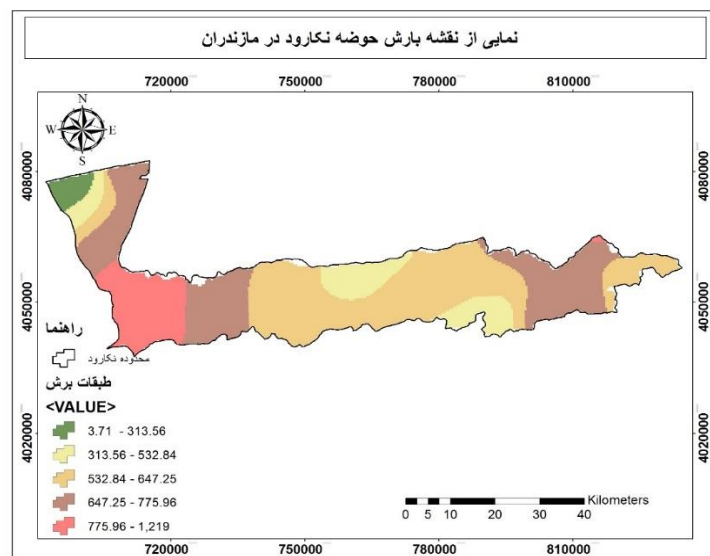 نمایی از نقشه بارش حوضه نکارود در مازندران
720000 750000 780000 810000
N
W E
S
4080000 4080000
4050000 4050000
4020000 4020000
راهنما
محدوده نکارود
طبقات برش
<VALUE>
3.71 - 313.56
313.56 - 532.84
532.84 - 647.25
647.25 - 775.96
775.96 - 1,219
Kilometers
0 5 10 20 30 40
720000 750000 780000 810000